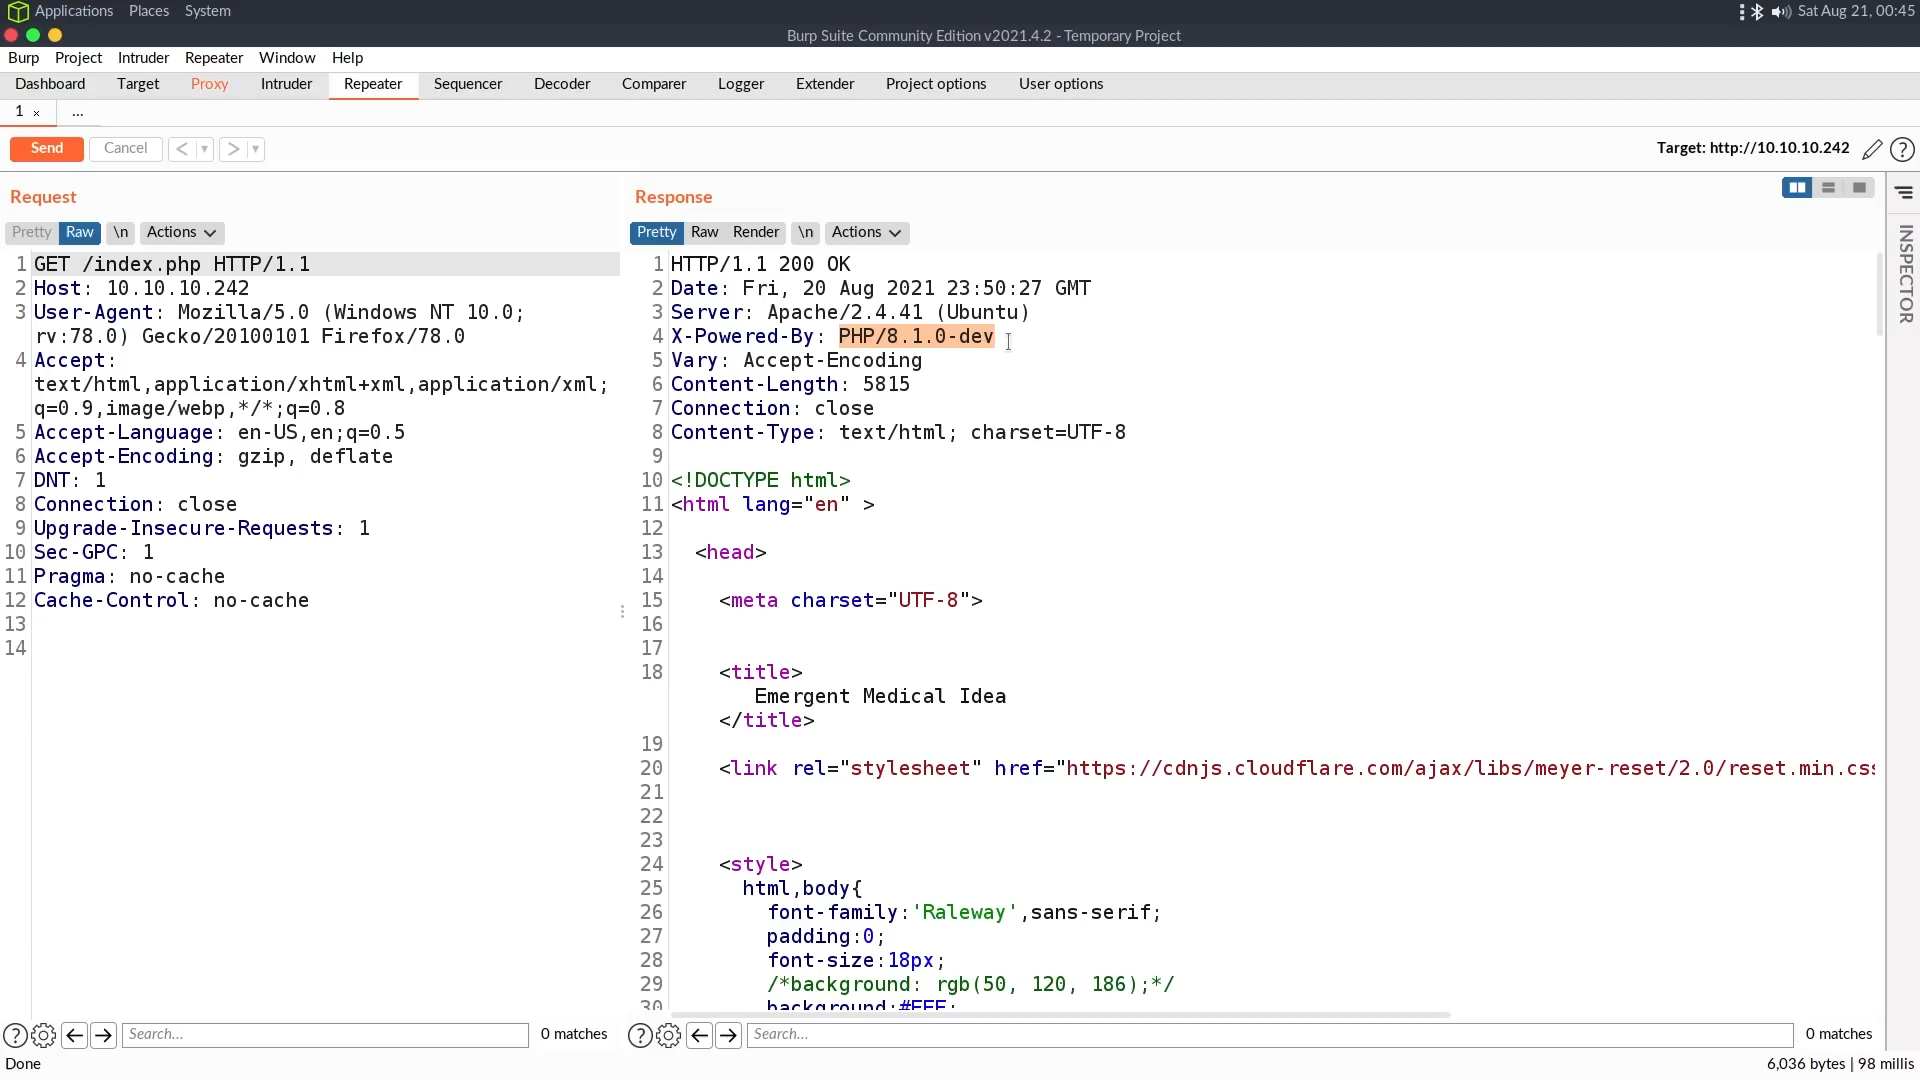 Applications Places System
Sat Aug 21, 00:45
Burp Suite Community Edition v2021.4.2 - Temporary Project
Burp Project Intruder Repeater Window Help
Dashboard Target Proxy Intruder Repeater Sequencer Decoder Comparer Logger Extender Project options User options
1 × ...
Send Cancel < > Target: http://10.10.10.242
Request
Pretty Raw \n Actions
1 GET /index.php HTTP/1.1
2 Host: 10.10.10.242
3 User-Agent: Mozilla/5.0 (Windows NT 10.0;
rv:78.0) Gecko/20100101 Firefox/78.0
4 Accept:
text/html,application/xhtml+xml,application/xml;
q=0.9,image/webp,*/*;q=0.8
5 Accept-Language: en-US,en;q=0.5
6 Accept-Encoding: gzip, deflate
7 DNT: 1
8 Connection: close
9 Upgrade-Insecure-Requests: 1
10 Sec-GPC: 1
11 Pragma: no-cache
12 Cache-Control: no-cache
13
14
Search... 0 matches
Response
Pretty Raw Render \n Actions
1 HTTP/1.1 200 OK
2 Date: Fri, 20 Aug 2021 23:50:27 GMT
3 Server: Apache/2.4.41 (Ubuntu)
4 X-Powered-By: PHP/8.1.0-dev
5 Vary: Accept-Encoding
6 Content-Length: 5815
7 Connection: close
8 Content-Type: text/html; charset=UTF-8
9
10 <!DOCTYPE html>
11 <html lang="en" >
12
13 <head>
14
15 <meta charset="UTF-8">
16
17
18 <title>
Emergent Medical Idea
</title>
19
20 <link rel="stylesheet" href="https://cdnjs.cloudflare.com/ajax/libs/meyer-reset/2.0/reset.min.css
21
22
23
24 <style>
25 html,body{
26 font-family:'Raleway',sans-serif;
27 padding:0;
28 font-size:18px;
29 /*background: rgb(50, 120, 186);*/
30 background:#EEE;
Search... 0 matches
INSPECTOR
Done
6,036 bytes | 98 millis